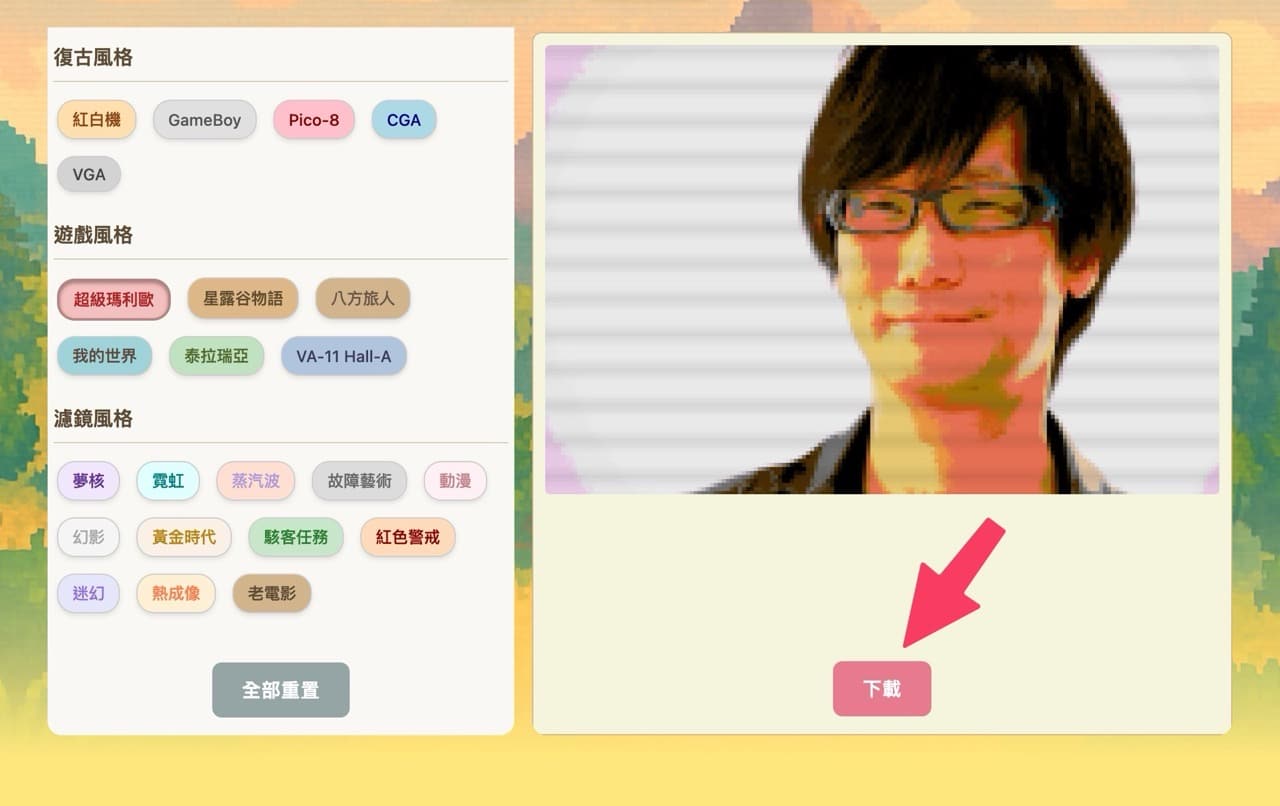 復古風格
紅白機 GameBoy Pico-8 CGA
VGA
遊戲風格
超級瑪利歐 星露谷物語 八方旅人
我的世界 泰拉瑞亞 VA-11 Hall-A
濾鏡風格
夢核 霓虹 蒸汽波 故障藝術 動漫
幻影 黃金時代 駭客任務 紅色警戒
迷幻 熱成像 老電影
全部重置
下載